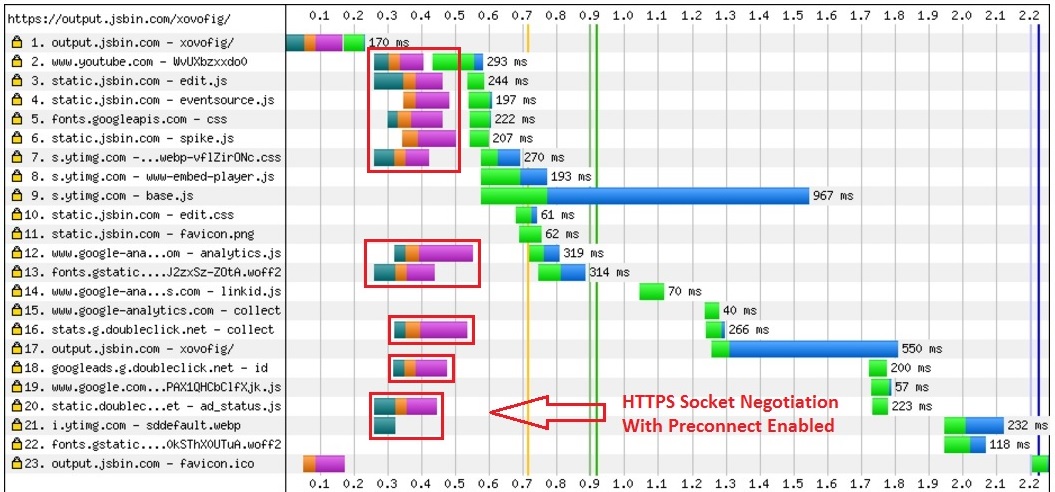 https://output.jsbin.com/xovofig/ 0.1 0.2 0.3 0.4 0.5 0.6 0.7 0.8 0.9 1.0 1.1 1.2 1.3 1.4 1.5 1.6 1.7 1.8 1.9 2.0 2.1 2.2
1. output.jsbin.com - xovofig/ 170 ms
2. www.youtube.com - WvUXbzxxdo0 293 ms
3. static.jsbin.com - edit.js 244 ms
4. static.jsbin.com - eventsource.js 197 ms
5. fonts.googleapis.com - css 222 ms
6. static.jsbin.com - spike.js 207 ms
7. s.ytimg.com -...webp-vflZirONc.css 270 ms
8. s.ytimg.com - www-embed-player.js 193 ms
9. s.ytimg.com - base.js 967 ms
10. static.jsbin.com - edit.css 61 ms
11. static.jsbin.com - favicon.png 62 ms
12. www.google-ana...om - analytics.js 319 ms
13. fonts.gstatic....J2zxSz-ZOtA.woff2 314 ms
14. www.google-ana...s.com - linkid.js 70 ms
15. www.google-analytics.com - collect 40 ms
16. stats.g.doubleclick.net - collect 266 ms
17. output.jsbin.com - xovofig/ 550 ms
18. googleads.g.doubleclick.net - id 200 ms
19. www.google.com...PAX1QHCbClfXjk.js 57 ms
20. static.doublec...et - ad_status.js 223 ms
HTTPS Socket Negotiation
With Preconnect Enabled
21. i.ytimg.com - sddefault.webp 232 ms
22. fonts.gstatic....OkSThXOUTuA.woff2 118 ms
23. output.jsbin.com - favicon.ico
0.1 0.2 0.3 0.4 0.5 0.6 0.7 0.8 0.9 1.0 1.1 1.2 1.3 1.4 1.5 1.6 1.7 1.8 1.9 2.0 2.1 2.2